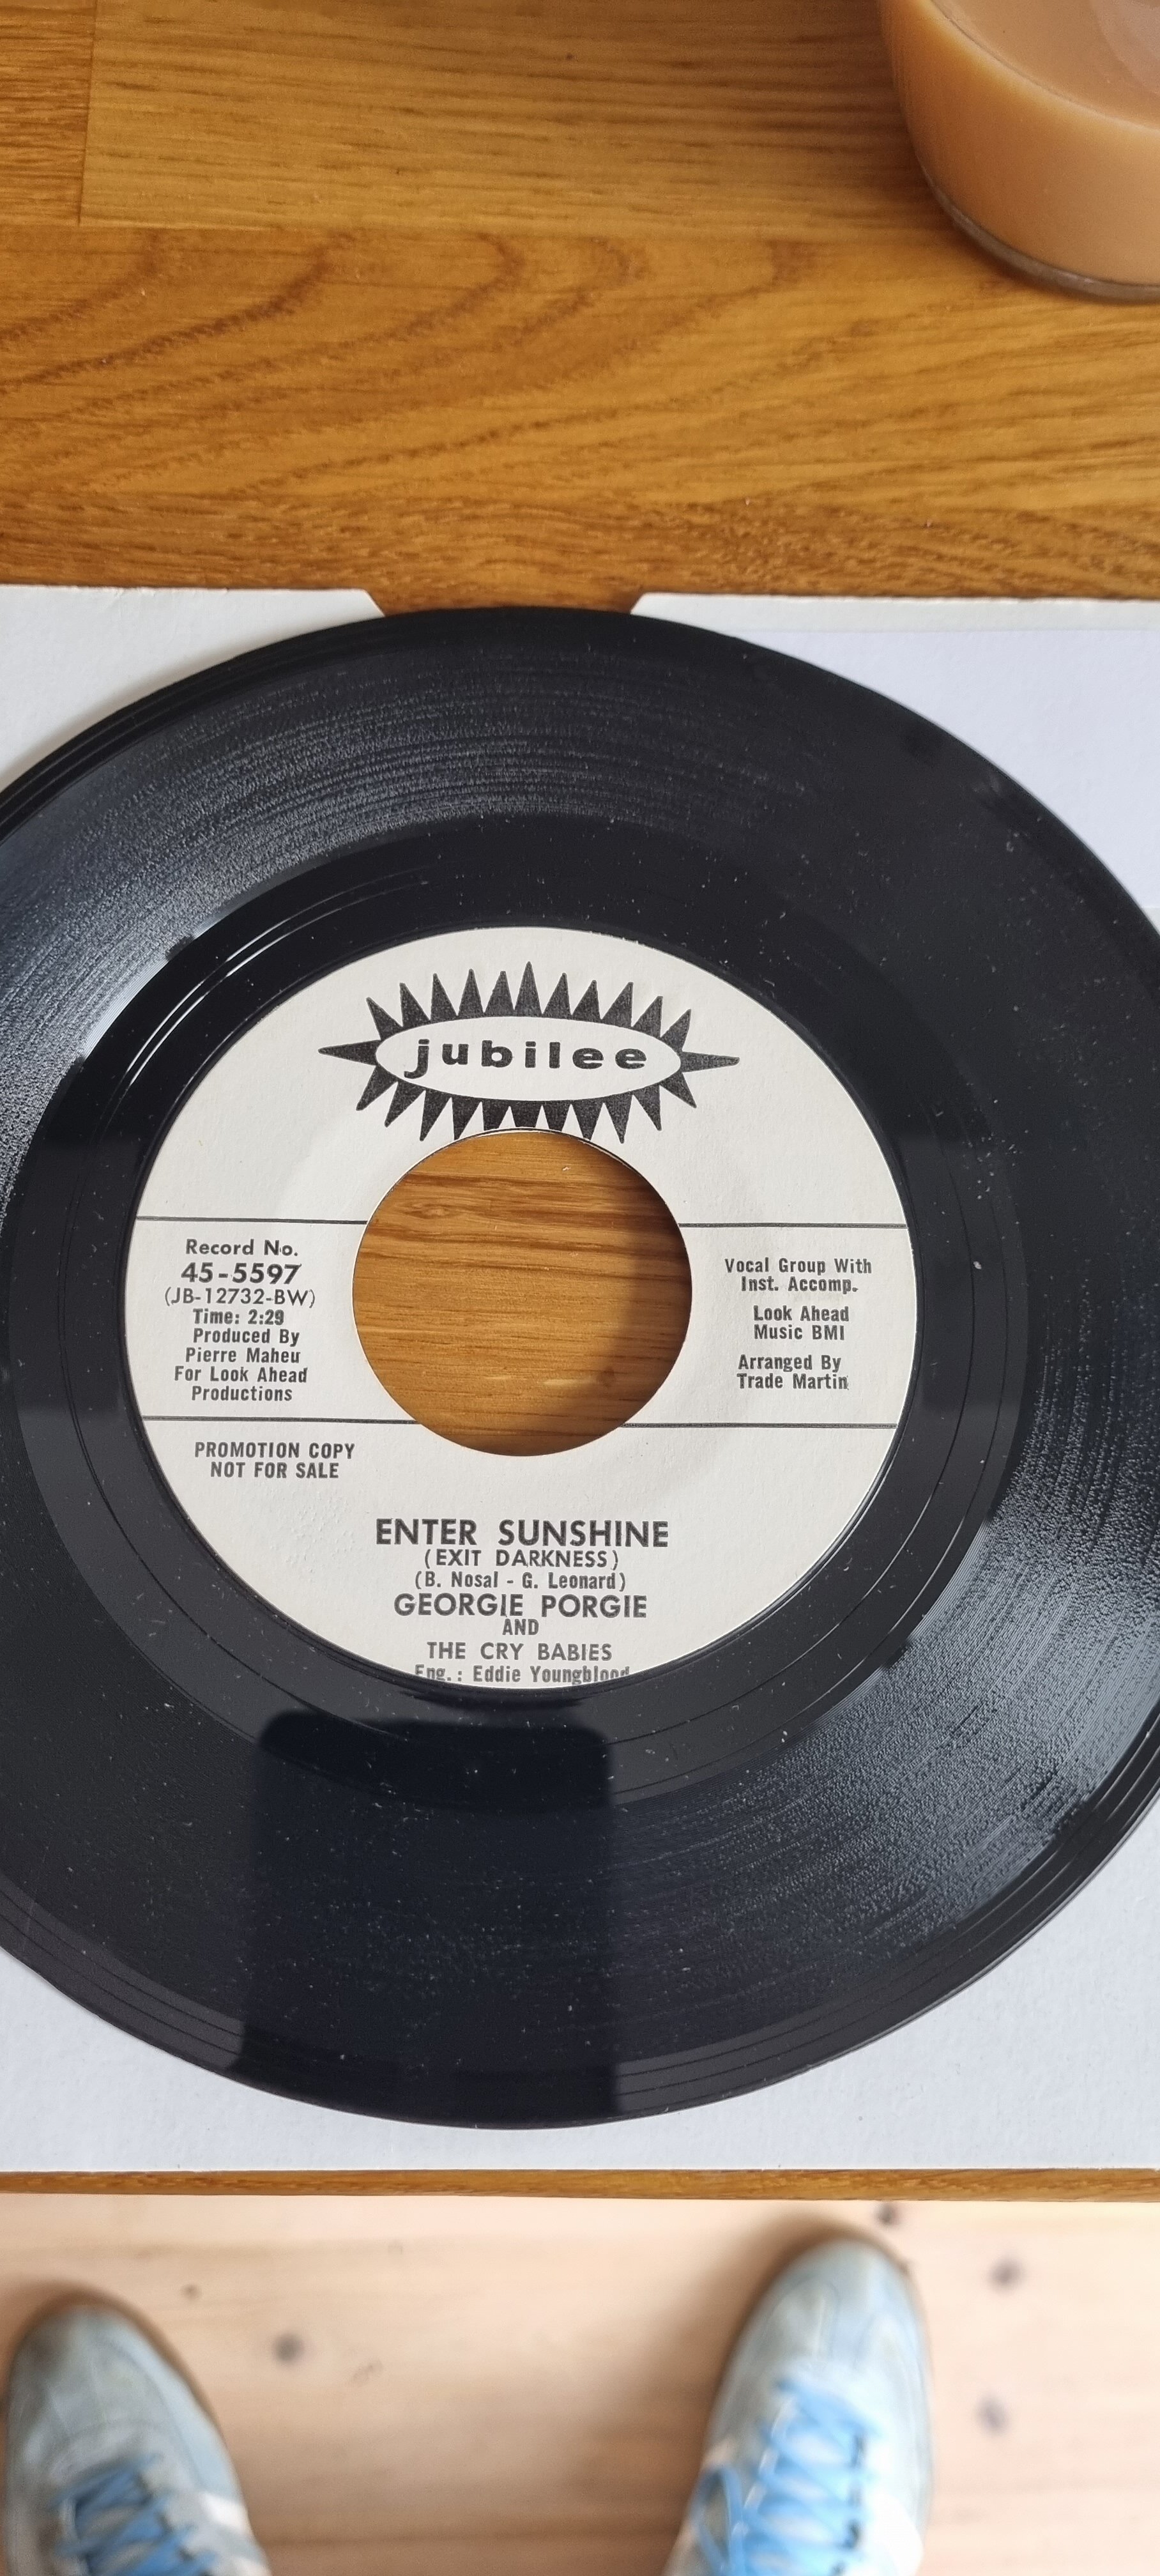 jubilee
Record No.
45-5597
(JB-12732-BW)
Time: 2:29
Produced By
Pierre Maheu
For Look Ahead
Productions
Vocal Group With
Inst. Accomp.
Look Ahead
Music BMI
Arranged By
Trade Martin
PROMOTION COPY
NOT FOR SALE
ENTER SUNSHINE
(EXIT DARKNESS)
(B. Nosal - G. Leonard)
GEORGIE PORGIE
AND
THE CRY BABIES
Eng.: Eddie Youngblood